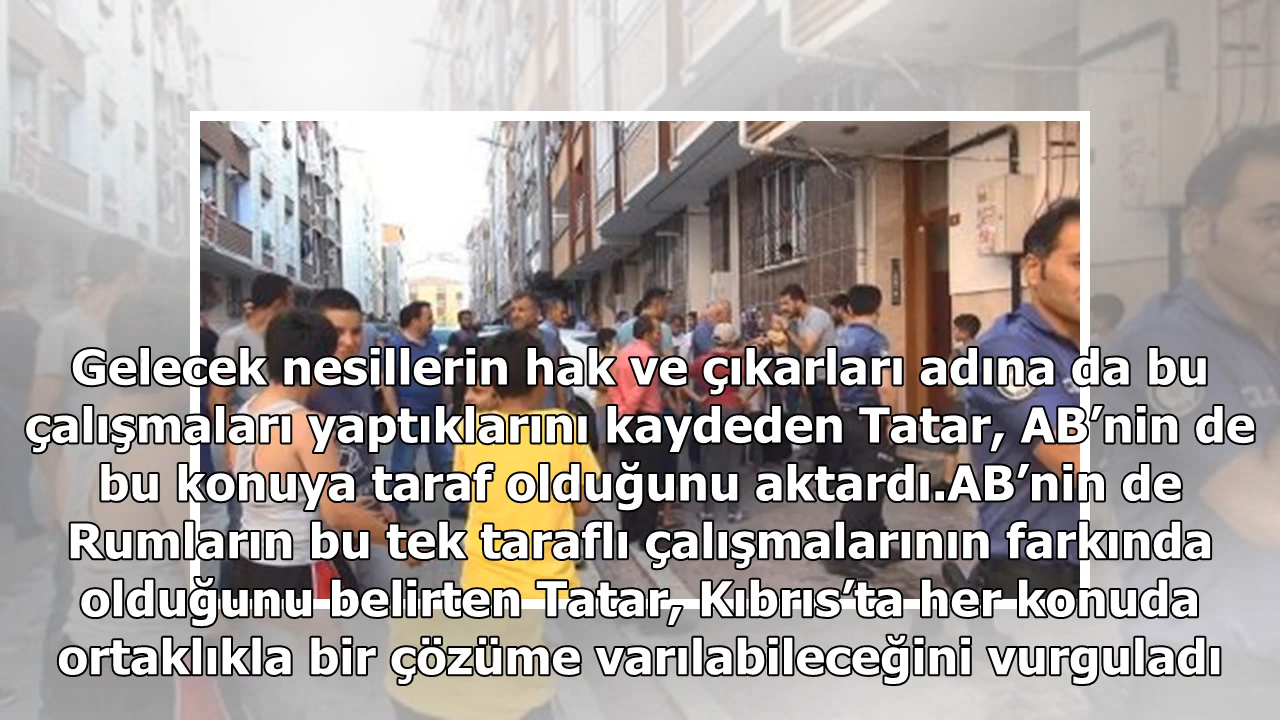 Gelecek nesillerin hak ve çıkarları adına da bu
çalışmaları yaptıklarını kaydeden Tatar, AB’nin de
bu konuya taraf olduğunu aktardı.AB’nin de
Rumların bu tek taraflı çalışmalarının farkında
olduğunu belirten Tatar, Kıbrıs’ta her konuda
ortaklıkla bir çözüme varılabileceğini vurguladı